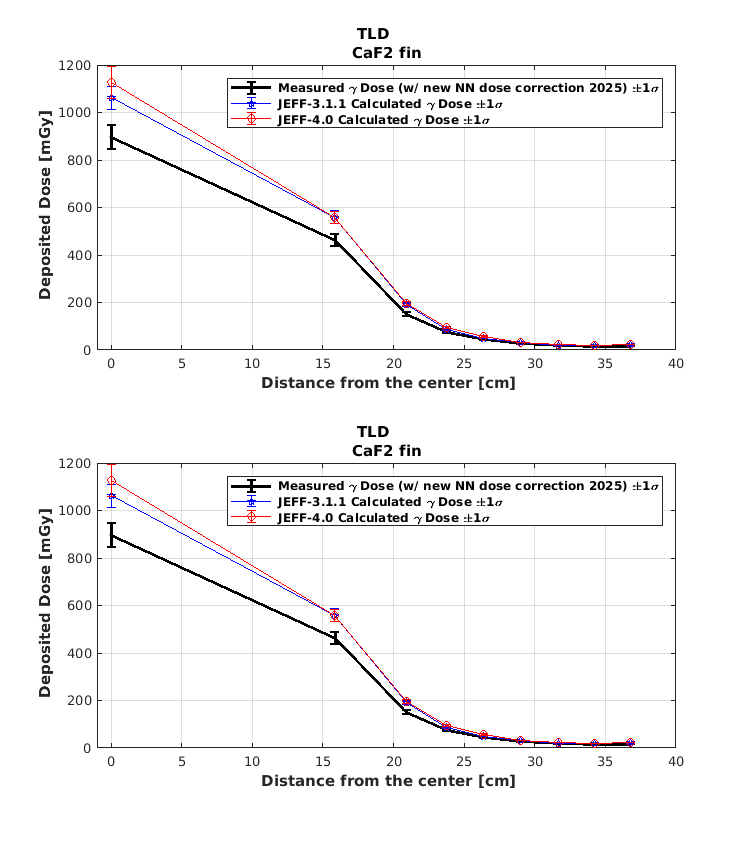 TLD
CaF2 fin
1200
1000
800
600
400
200
0
Deposited Dose [mGy]
Measured γ Dose (w/ new NN dose correction 2025) ±1σ
JEFF-3.1.1 Calculated γ Dose ±1σ
JEFF-4.0 Calculated γ Dose ±1σ
0 5 10 15 20 25 30 35 40
Distance from the center [cm]
TLD
CaF2 fin
1200
1000
800
600
400
200
0
Deposited Dose [mGy]
Measured γ Dose (w/ new NN dose correction 2025) ±1σ
JEFF-3.1.1 Calculated γ Dose ±1σ
JEFF-4.0 Calculated γ Dose ±1σ
0 5 10 15 20 25 30 35 40
Distance from the center [cm]